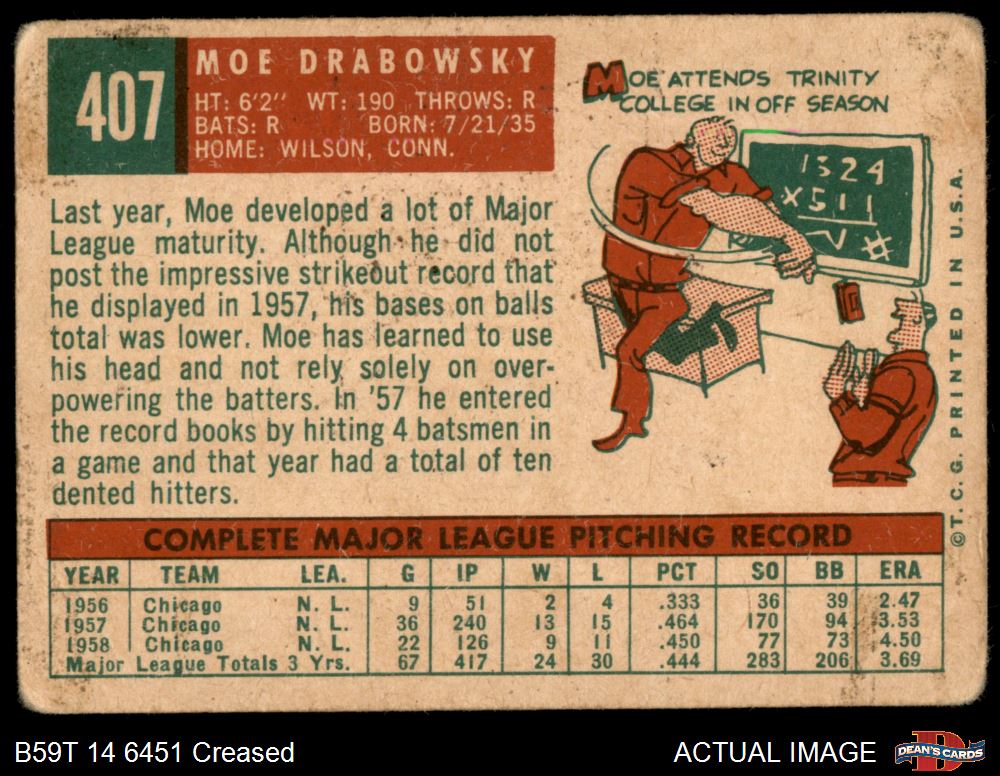 407
MOE DRABOWSKY
HT: 6'2" WT: 190 THROWS: R
BATS: R BORN: 7/21/35
HOME: WILSON, CONN.
MOE ATTENDS TRINITY
COLLEGE IN OFF SEASON
1324
X511
Last year, Moe developed a lot of Major
League maturity. Although he did not
post the impressive strikeout record that
he displayed in 1957, his bases on balls
total was lower. Moe has learned to use
his head and not rely solely on over-
powering the batters. In '57 he entered
the record books by hitting 4 batsmen in
a game and that year had a total of ten
dented hitters.
© T. C. G. PRINTED IN U.S.A.
COMPLETE MAJOR LEAGUE PITCHING RECORD
YEAR TEAM LEA. G IP W L PCT SO BB ERA
1956 Chicago N. L. 9 51 2 4 .333 36 39 2.47
1957 Chicago N. L. 36 240 13 15 .464 170 94 3.53
1958 Chicago N. L. 22 126 9 11 .450 77 73 4.50
Major League Totals 3 Yrs. 67 417 24 30 .444 283 206 3.69
B59T 14 6451 Creased
ACTUAL IMAGE
DEAN'S CARDS